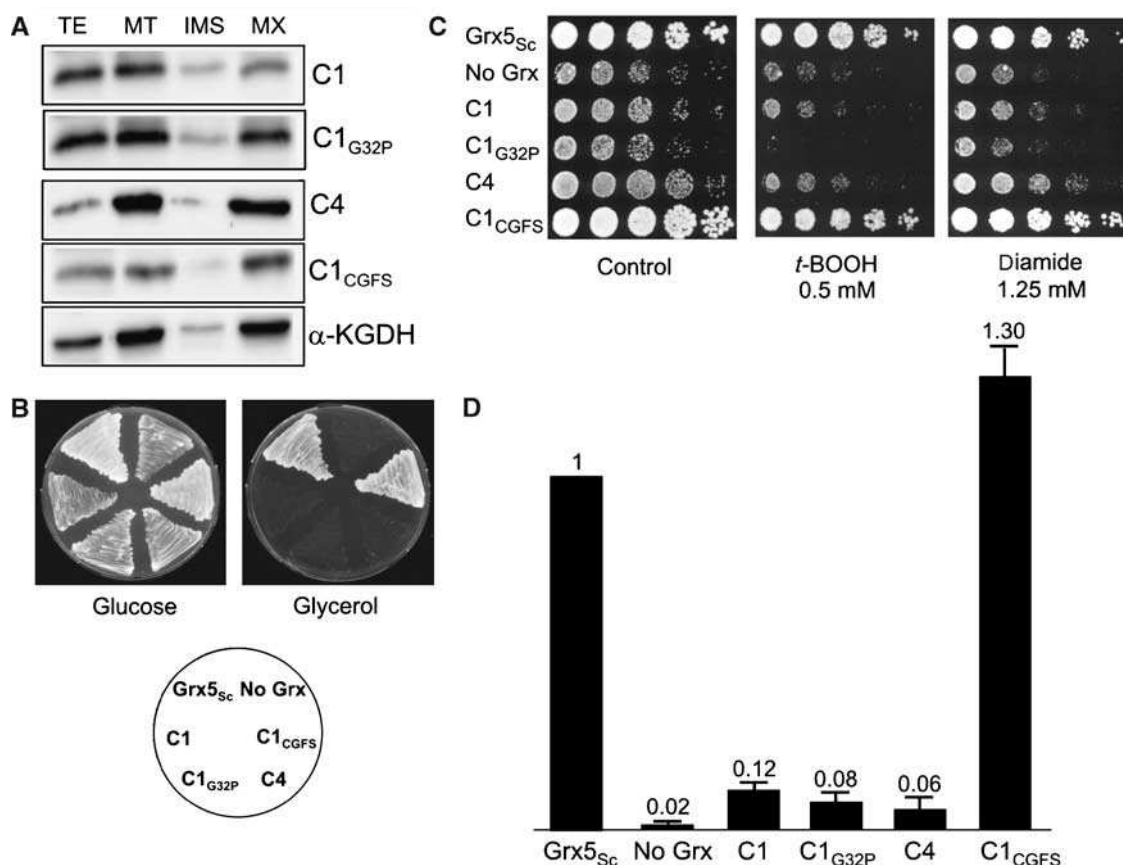 A
TE MT IMS MX
C1
C1G32P
C4
C1CGFS
α-KGDH
B
Glucose Glycerol
Grx5Sc No Grx
C1 C1CGFS
C1G32P C4
C
Grx5Sc
No Grx
C1
C1G32P
C4
C1CGFS
Control t-BOOH Diamide
0.5 mM 1.25 mM
D
1 0.02 0.12 0.08 0.06 1.30
Grx5Sc No Grx C1 C1G32P C4 C1CGFS